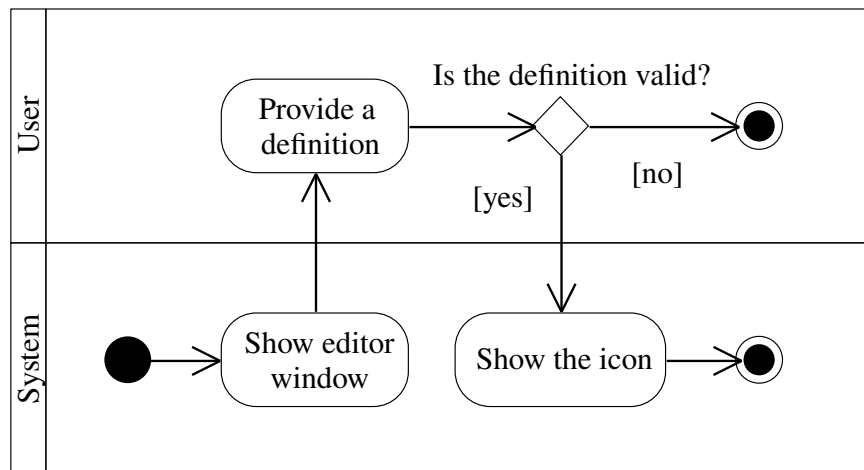 User
Provide a
definition
Is the definition valid?
[yes]
[no]
System
Show editor
window
Show the icon